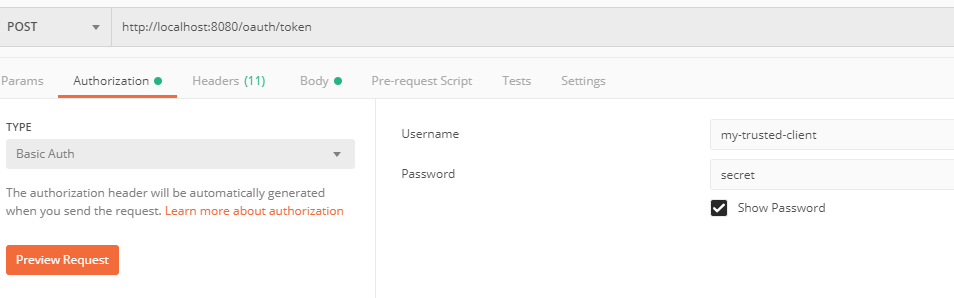 POST http://localhost:8080/oauth/token
Params Authorization Headers (11) Body Pre-request Script Tests Settings
TYPE
Basic Auth
The authorization header will be automatically generated
when you send the request. Learn more about authorization
Preview Request
Username my-trusted-client
Password secret
Show Password